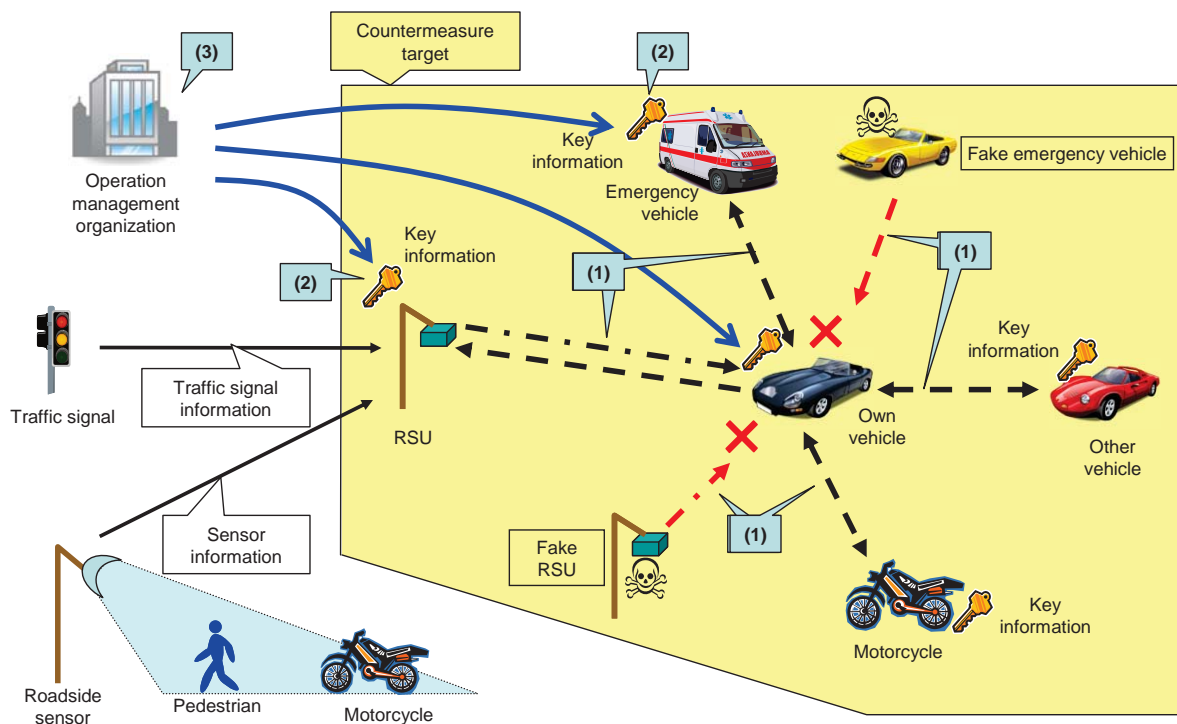 (3)
Countermeasure
target
(2)
Key
information
Emergency
vehicle
Fake emergency vehicle
Operation
management
organization
Key
information
(2)
(1)
(1)
Key
information
Traffic signal
Traffic signal
information
RSU
Own
vehicle
Other
vehicle
Sensor
information
Fake
RSU
(1)
Key
information
Motorcycle
Roadside
sensor
Pedestrian
Motorcycle